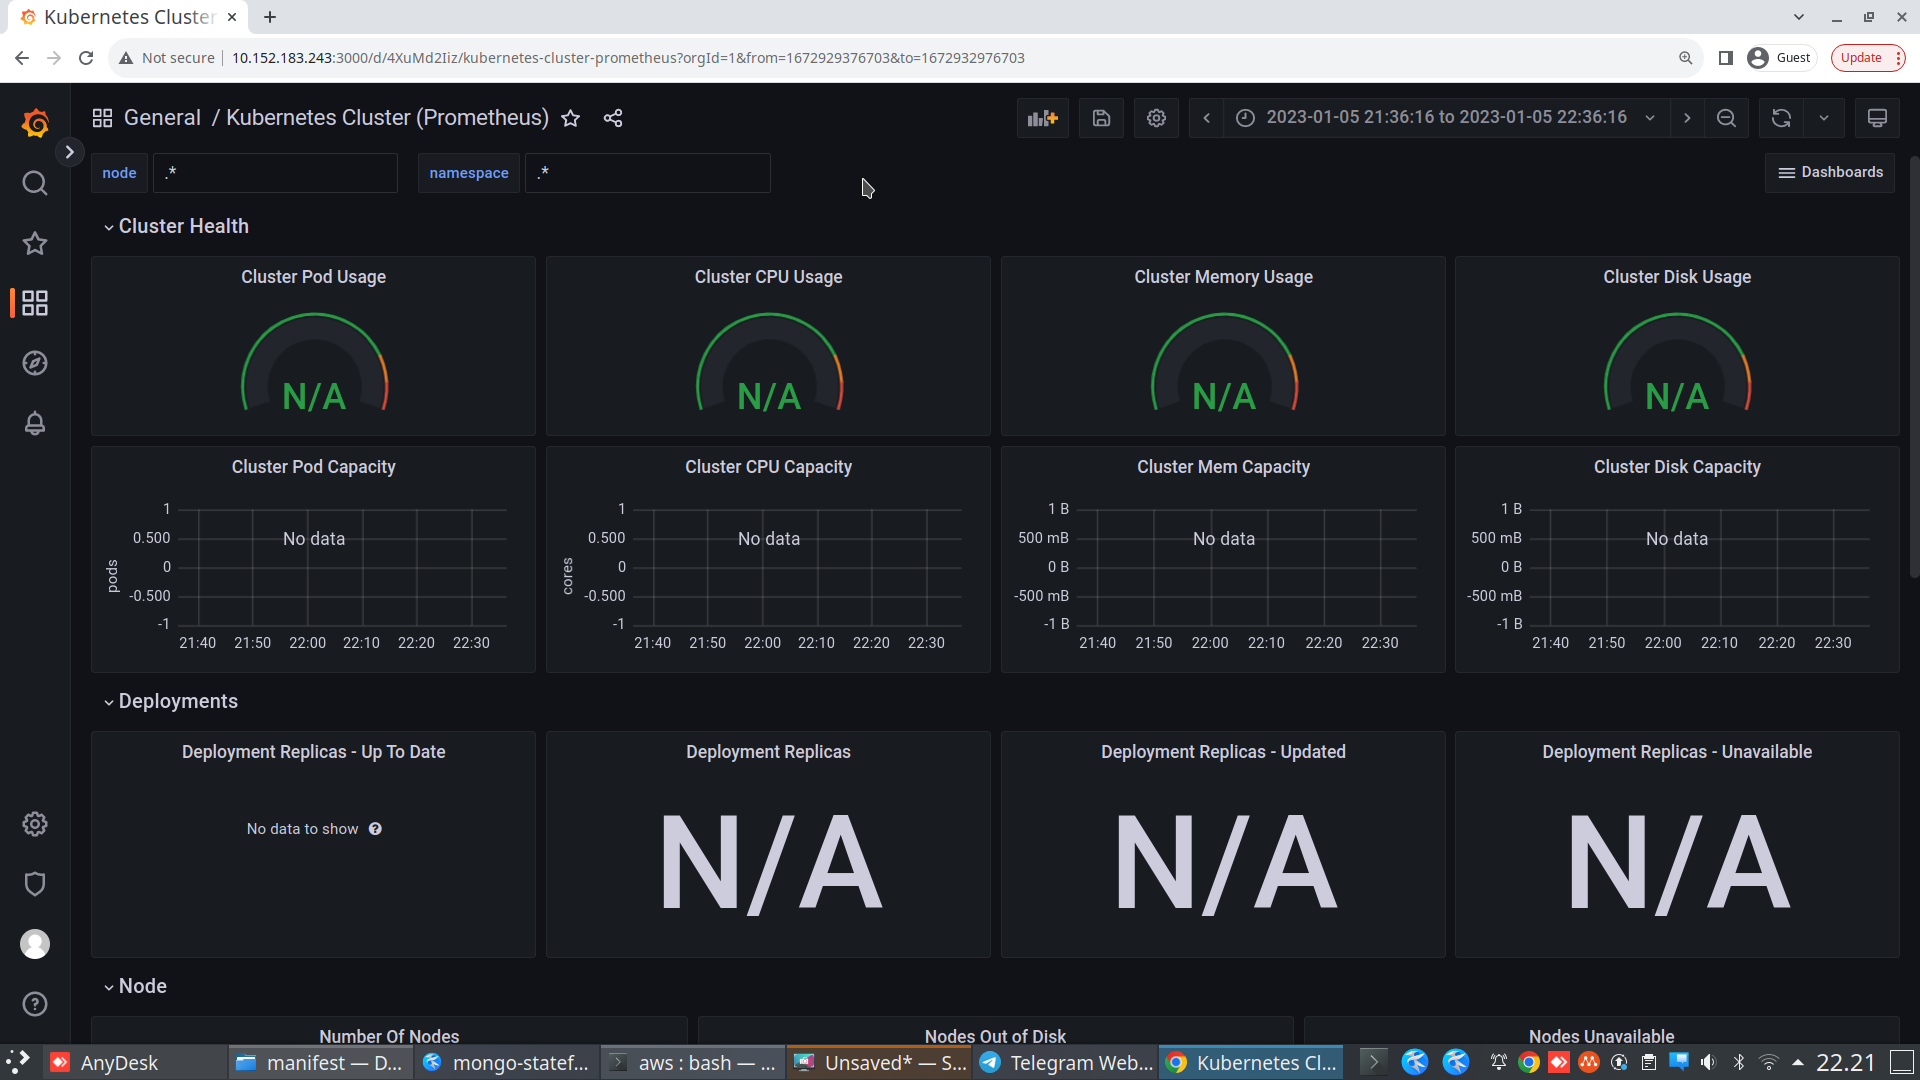 Kubernetes Cluster
Not secure
10.152.183.243:3000/d/4XuMd2Iiz/kubernetes-cluster-prometheus?orgId=1&from=1672929376703&to=1672932976703
Guest
Update
General / Kubernetes Cluster (Prometheus)
2023-01-05 21:36:16 to 2023-01-05 22:36:16
node
.*
namespace
.*
Dashboards
Cluster Health
Cluster Pod Usage
N/A
Cluster CPU Usage
N/A
Cluster Memory Usage
N/A
Cluster Disk Usage
N/A
Cluster Pod Capacity
pods
1
0.500
0
-0.500
-1
No data
21:40 21:50 22:00 22:10 22:20 22:30
Cluster CPU Capacity
cores
1
0.500
0
-0.500
-1
No data
21:40 21:50 22:00 22:10 22:20 22:30
Cluster Mem Capacity
1 B
500 mB
0 B
-500 mB
-1 B
No data
21:40 21:50 22:00 22:10 22:20 22:30
Cluster Disk Capacity
1 B
500 mB
0 B
-500 mB
-1 B
No data
21:40 21:50 22:00 22:10 22:20 22:30
Deployments
Deployment Replicas - Up To Date
No data to show
Deployment Replicas
N/A
Deployment Replicas - Updated
N/A
Deployment Replicas - Unavailable
N/A
Node
Number Of Nodes
Nodes Out of Disk
Nodes Unavailable
AnyDesk
manifest — D...
mongo-statef...
aws : bash — ...
Unsaved* — S...
Telegram Web...
Kubernetes Cl...
22.21